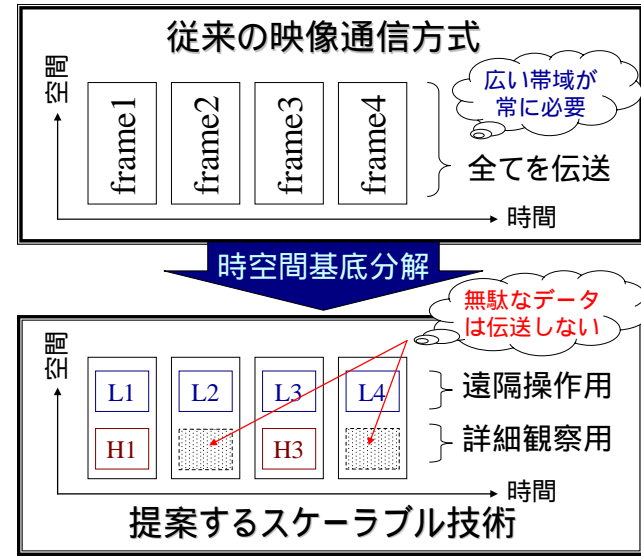 従来の映像通信方式
空間
frame1
frame2
frame3
frame4
広い帯域が
常に必要
全てを伝送
時間
時空間基底分解
無駄なデータ
は伝送しない
空間
L1
L2
L3
L4
遠隔操作用
H1
H3
詳細観察用
時間
提案するスケーラブル技術